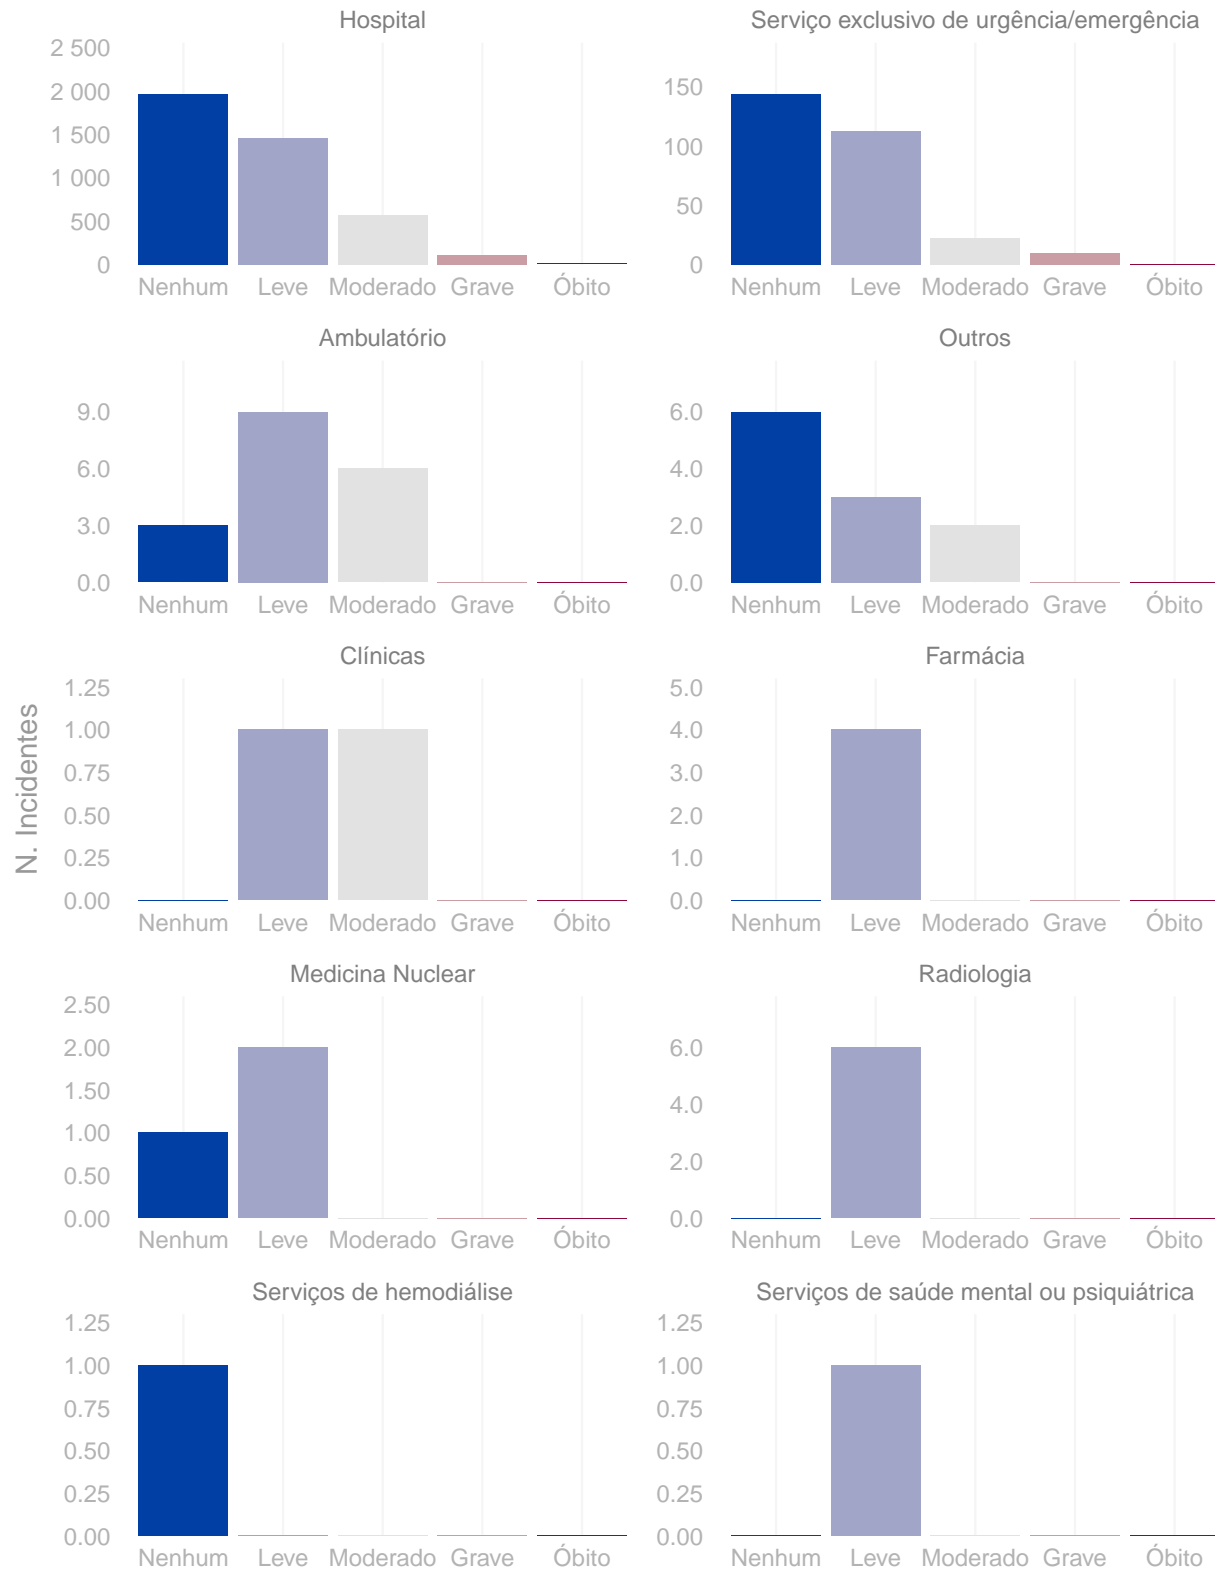 Hospital
2 500
2 000
1 500
1 000
500
0
Nenhum Leve Moderado Grave Óbito
Serviço exclusivo de urgência/emergência
150
100
50
0
Nenhum Leve Moderado Grave Óbito
Ambulatório
9.0
6.0
3.0
0.0
Nenhum Leve Moderado Grave Óbito
Outros
6.0
4.0
2.0
0.0
Nenhum Leve Moderado Grave Óbito
N. Incidentes
Clínicas
1.25
1.00
0.75
0.50
0.25
0.00
Nenhum Leve Moderado Grave Óbito
Farmácia
5.0
4.0
3.0
2.0
1.0
0.0
Nenhum Leve Moderado Grave Óbito
Medicina Nuclear
2.50
2.00
1.50
1.00
0.50
0.00
Nenhum Leve Moderado Grave Óbito
Radiologia
6.0
4.0
2.0
0.0
Nenhum Leve Moderado Grave Óbito
Serviços de hemodiálise
1.25
1.00
0.75
0.50
0.25
0.00
Nenhum Leve Moderado Grave Óbito
Serviços de saúde mental ou psiquiátrica
1.25
1.00
0.75
0.50
0.25
0.00
Nenhum Leve Moderado Grave Óbito